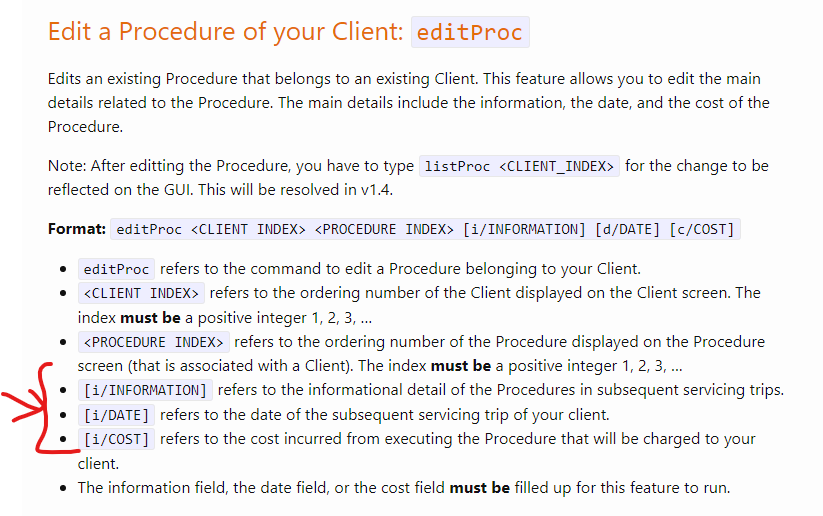 Edit a Procedure of your Client: editProc
Edits an existing Procedure that belongs to an existing Client. This feature allows you to edit the main
details related to the Procedure. The main details include the information, the date, and the cost of the
Procedure.
Note: After editting the Procedure, you have to type listProc <CLIENT_INDEX> for the change to be
reflected on the GUI. This will be resolved in v1.4.
Format: editProc <CLIENT INDEX> <PROCEDURE INDEX> [i/INFORMATION] [d/DATE] [c/COST]
• editProc refers to the command to edit a Procedure belonging to your Client.
• <CLIENT INDEX> refers to the ordering number of the Client displayed on the Client screen. The
index must be a positive integer 1, 2, 3, …
• <PROCEDURE INDEX> refers to the ordering number of the Procedure displayed on the Procedure
screen (that is associated with a Client). The index must be a positive integer 1, 2, 3, …
• [i/INFORMATION] refers to the informational detail of the Procedures in subsequent servicing trips.
• [i/DATE] refers to the date of the subsequent servicing trip of your client.
• [i/COST] refers to the cost incurred from executing the Procedure that will be charged to your
client.
• The information field, the date field, or the cost field must be filled up for this feature to run.